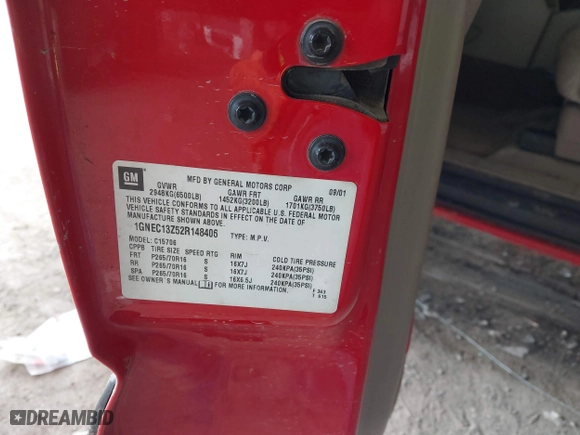 GM
MFD BY GENERAL MOTORS CORP 09/01
GVWR GAWR FRT GAWR RR
2948KG(6500LB) 1452KG(3200LB) 1701KG(3750LB)
THIS VEHICLE CONFORMS TO ALL APPLICABLE U.S. FEDERAL MOTOR
VEHICLE SAFETY STANDARDS IN EFFECT ON THE DATE OF
MANUFACTURE SHOWN ABOVE.
1GNEC13Z52R148406 TYPE: M.P.V.
MODEL: C15706
CPPB TIRE SIZE SPEED RTG RIM COLD TIRE PRESSURE
FRT P265/70R16 S 16X7J 240KPA(35PSI)
RR P265/70R16 S 16X7J 240KPA(35PSI)
SPA P265/70R16 S 16X6.5J 240KPA(35PSI)
SEE OWNER'S MANUAL FOR MORE INFORMATION.
DREAMBID